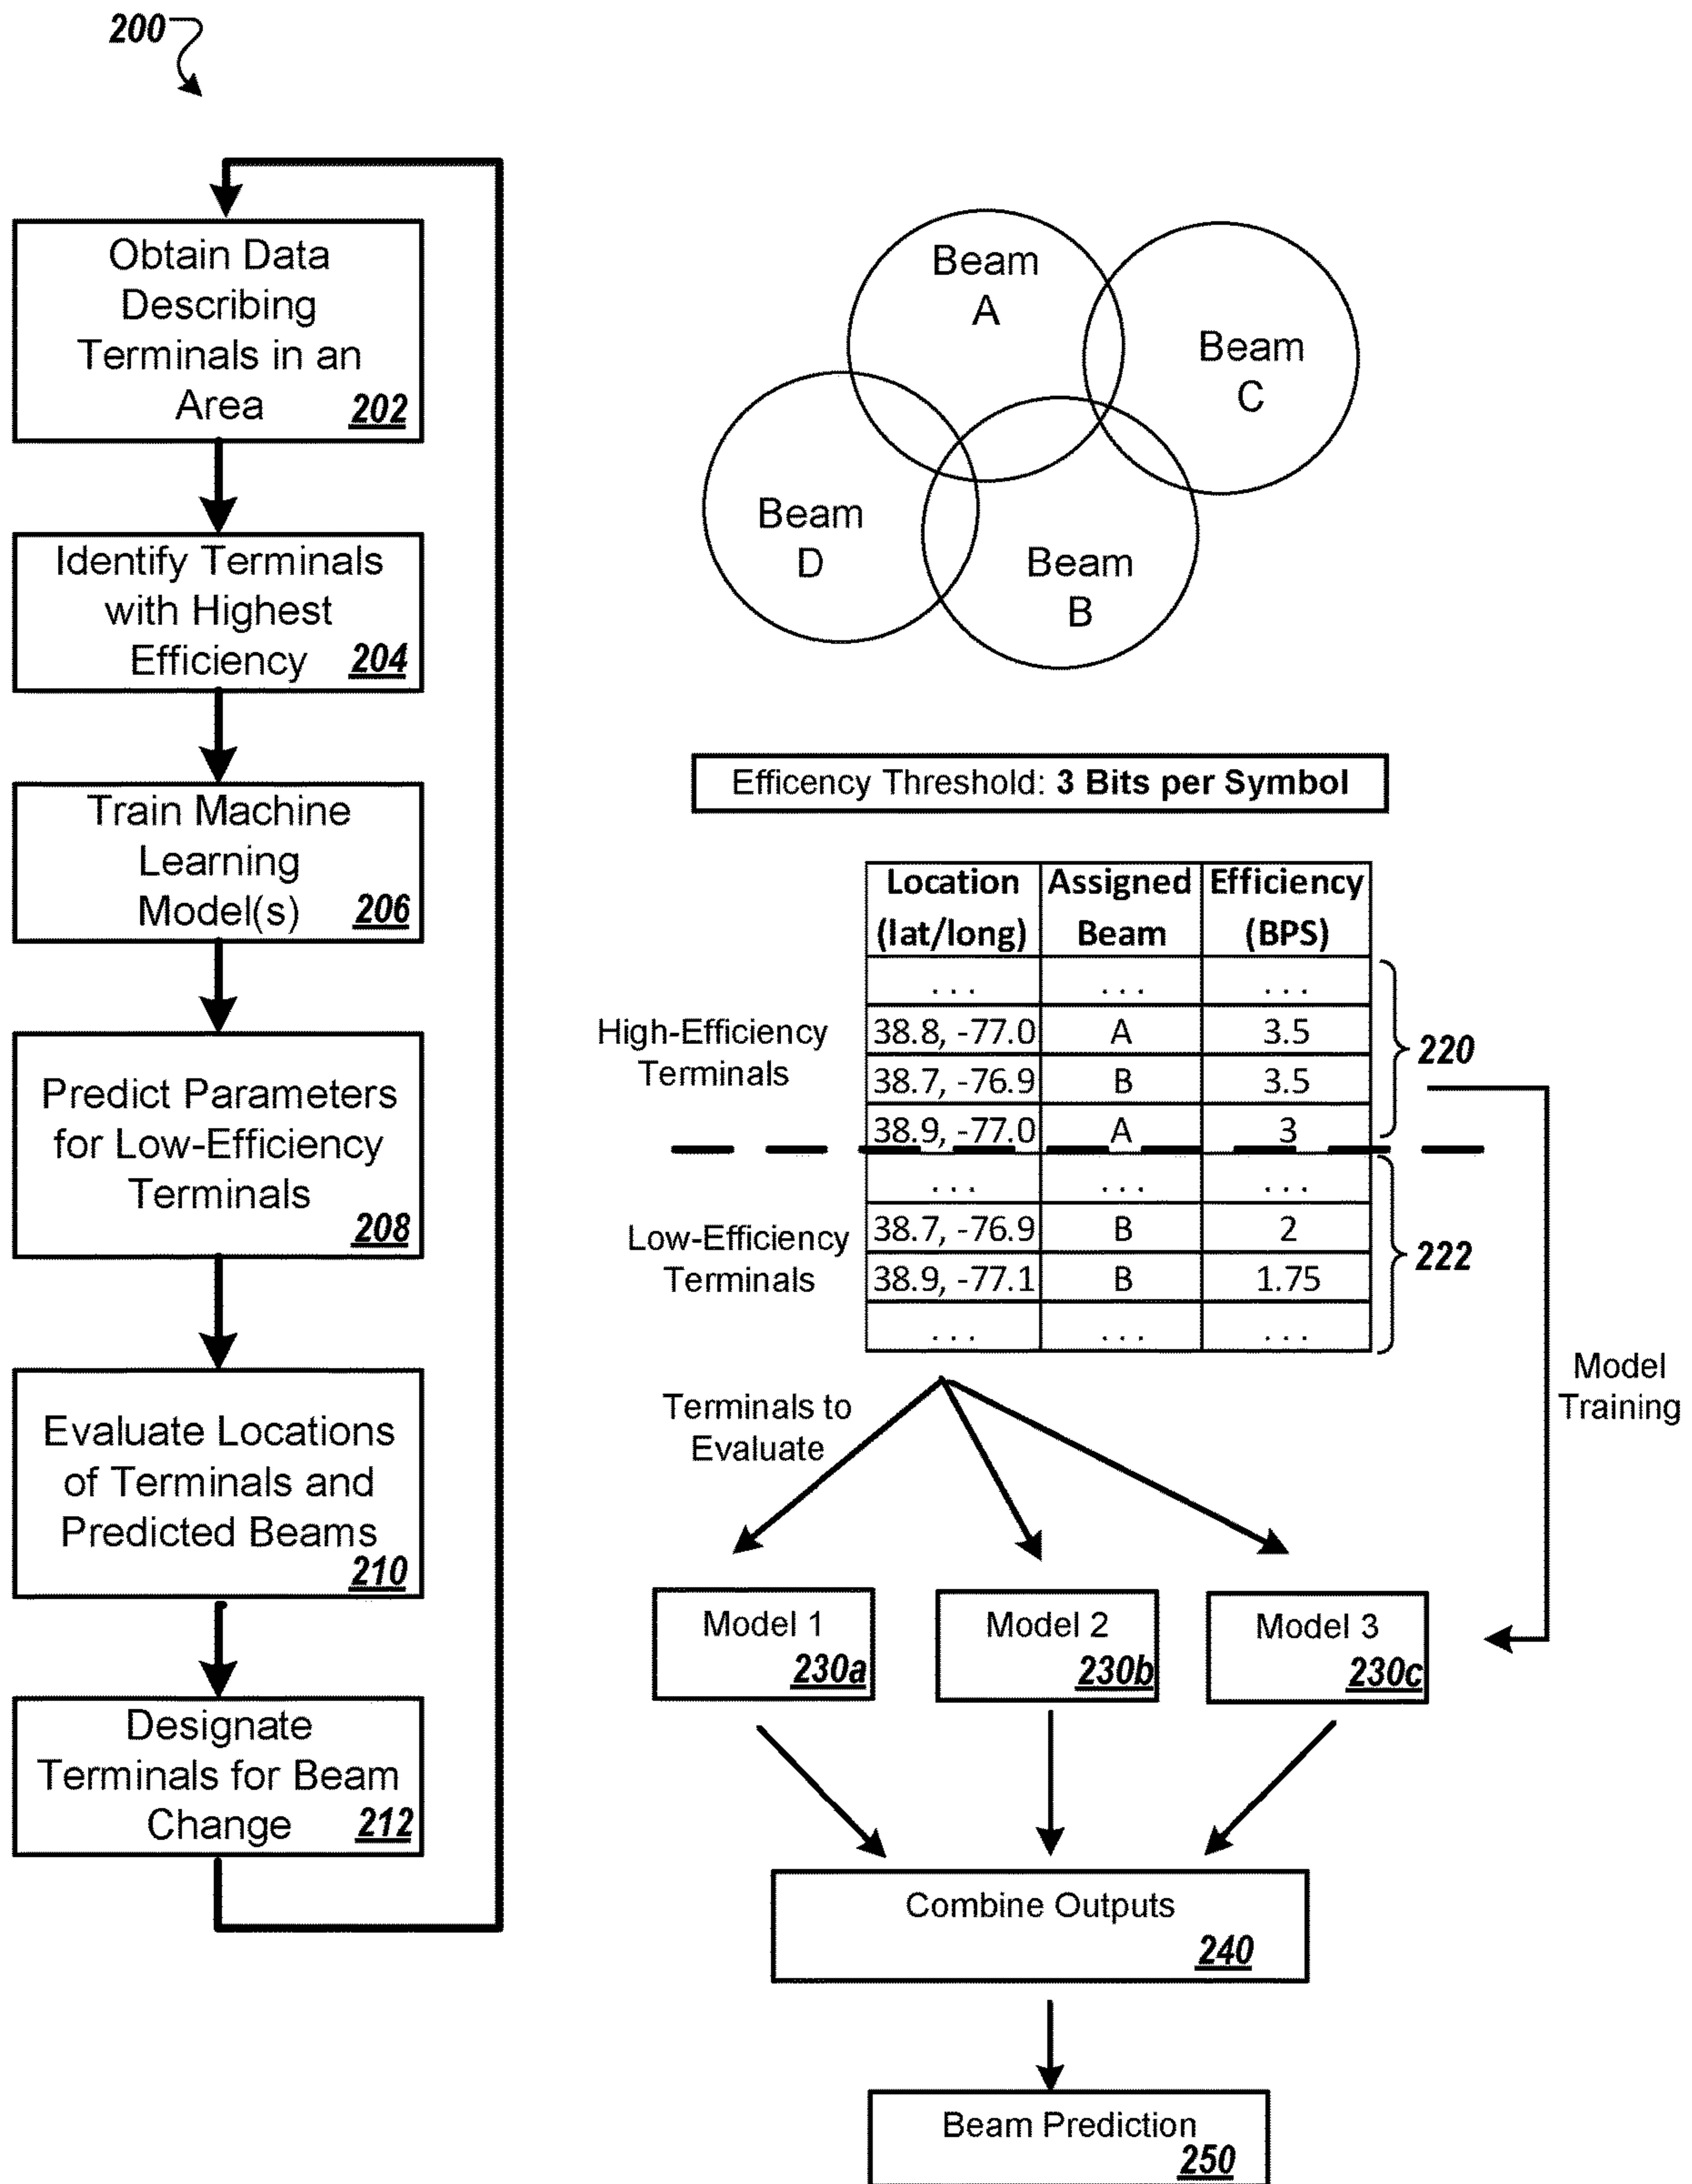 200
Obtain Data
Describing
Terminals in an
Area 202
Identify Terminals
with Highest
Efficiency 204
Train Machine
Learning
Model(s) 206
Predict Parameters
for Low-Efficiency
Terminals
208
Evaluate Locations
of Terminals and
Predicted Beams
210
Designate
Terminals for Beam
Change 212
Beam
A
Beam
C
Beam
D
Beam
B
Efficency Threshold: 3 Bits per Symbol
Location Assigned Efficiency
(lat/long) Beam (BPS)
. . . . . . . . .
High-Efficiency
Terminals
38.8, -77.0 A 3.5
38.7, -76.9 B 3.5
38.9, -77.0 A 3
220
. . . . . . . . .
Low-Efficiency
Terminals
38.7, -76.9 B 2
38.9, -77.1 B 1.75
. . . . . . . . .
222
Model
Training
Terminals to
Evaluate
Model 1
230a
Model 2
230b
Model 3
230c
Combine Outputs
240
Beam Prediction
250